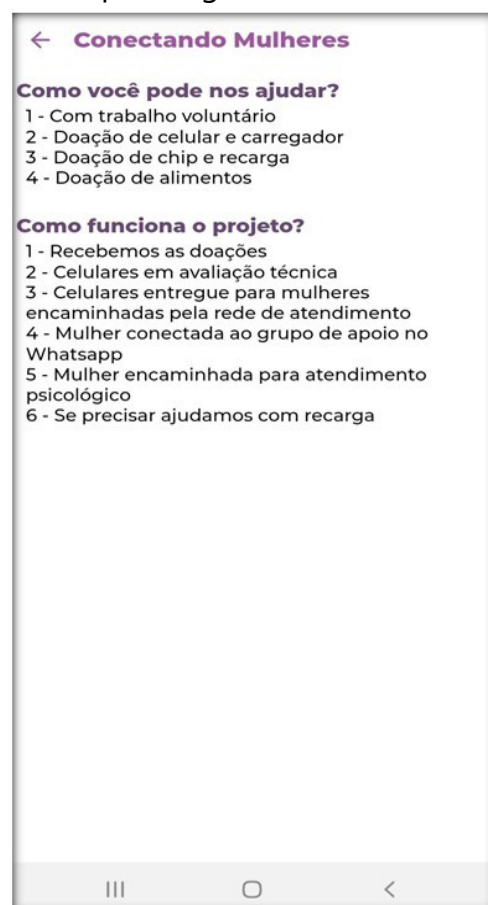 Conectando Mulheres
Como você pode nos ajudar?
1 - Com trabalho voluntário
2 - Doação de celular e carregador
3 - Doação de chip e recarga
4 - Doação de alimentos
Como funciona o projeto?
1 - Recebemos as doações
2 - Celulares em avaliação técnica
3 - Celulares entregue para mulheres
encaminhadas pela rede de atendimento
4 - Mulher conectada ao grupo de apoio no
Whatsapp
5 - Mulher encaminhada para atendimento
psicológico
6 - Se precisar ajudamos com recarga